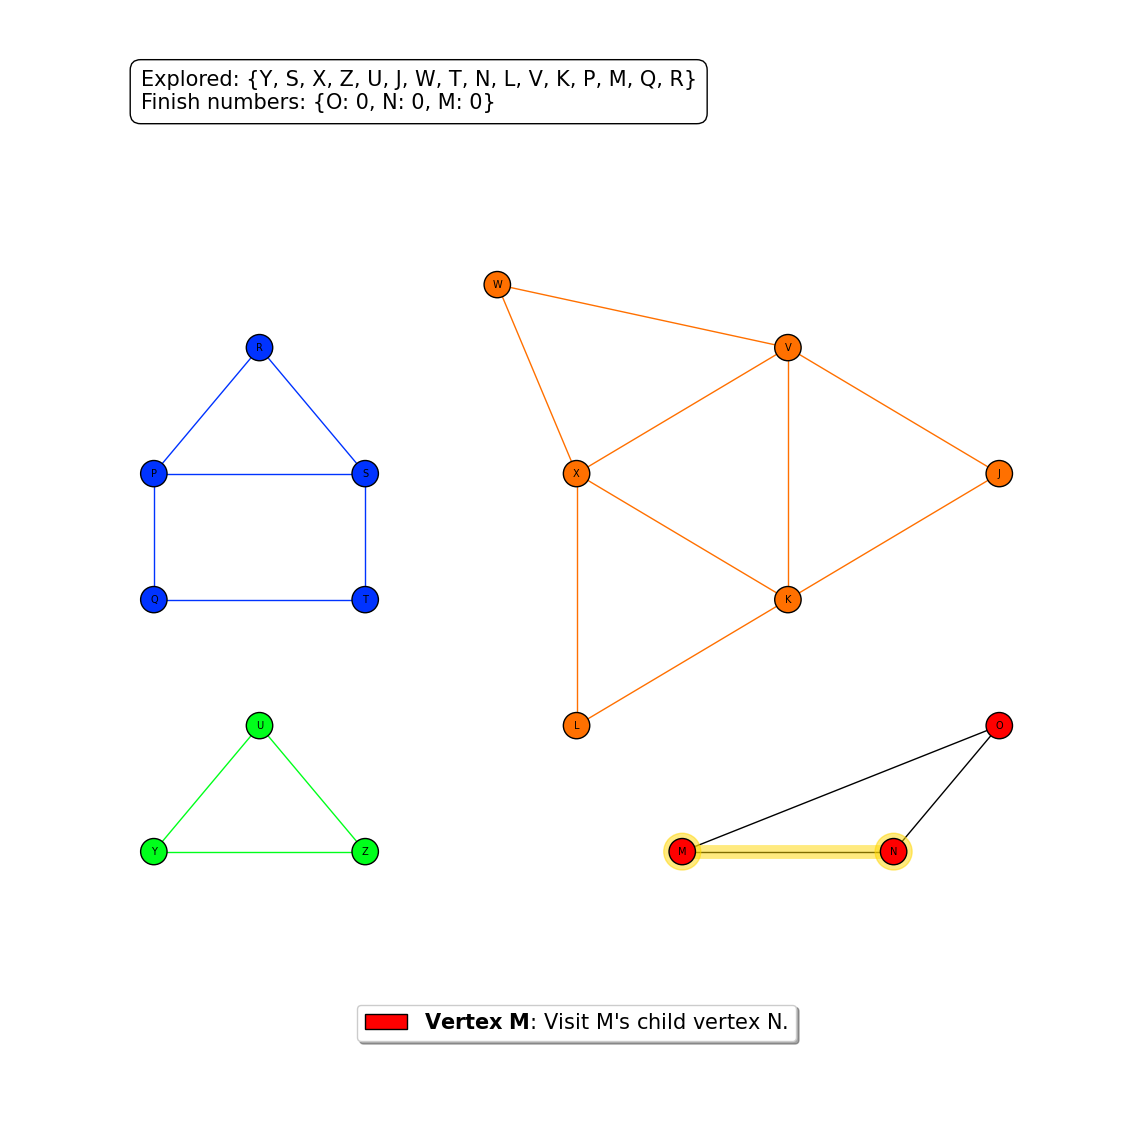 Explored: {Y, S, X, Z, U, J, W, T, N, L, V, K, P, M, Q, R}
Finish numbers: {O: 0, N: 0, M: 0}
W
R
V
P
S
X
J
Q
T
K
U
L
O
Y
Z
M
N
Vertex M: Visit M's child vertex N.